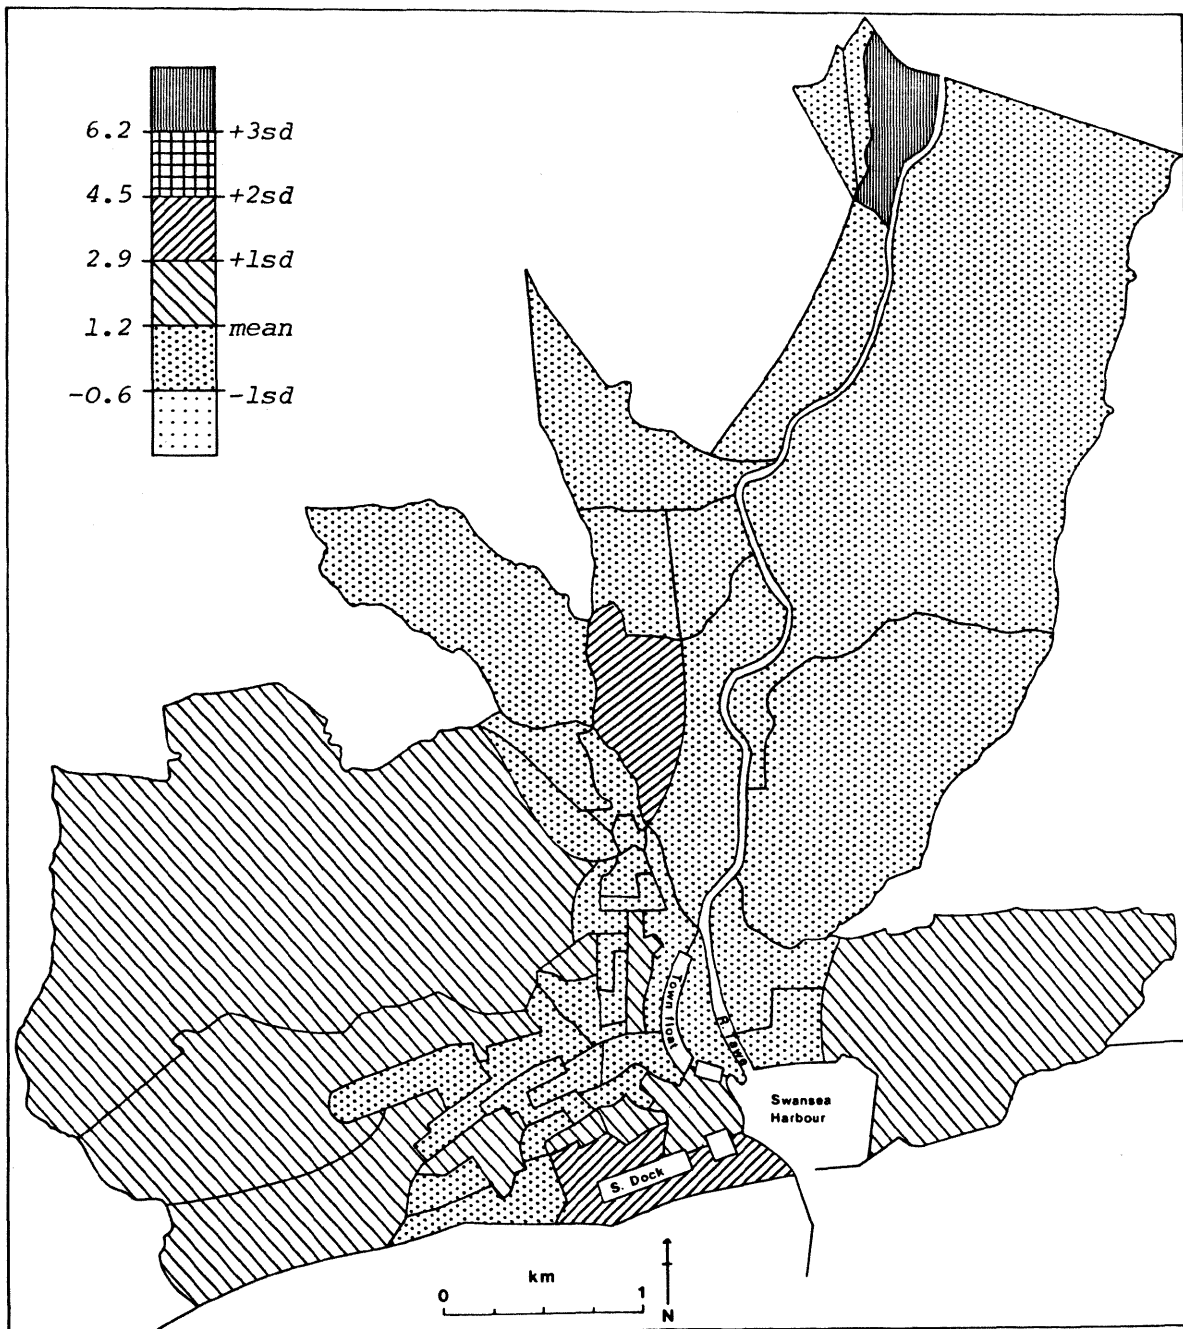 6.2 +3sd
4.5 +2sd
2.9 +1sd
1.2 mean
-0.6 -1sd
Town Float
R. Tawe
Swansea
Harbour
S. Dock
km
0 1
N